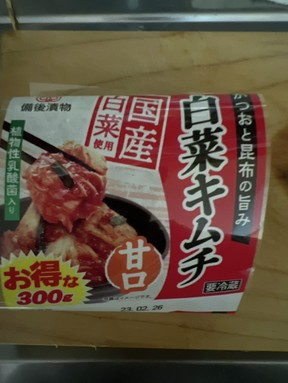 備後漬物
国産
白菜
使用
かつおと昆布の旨み
白菜キムチ
植物性乳酸菌入り
甘口
お得な
300g
要冷蔵
23.02.26